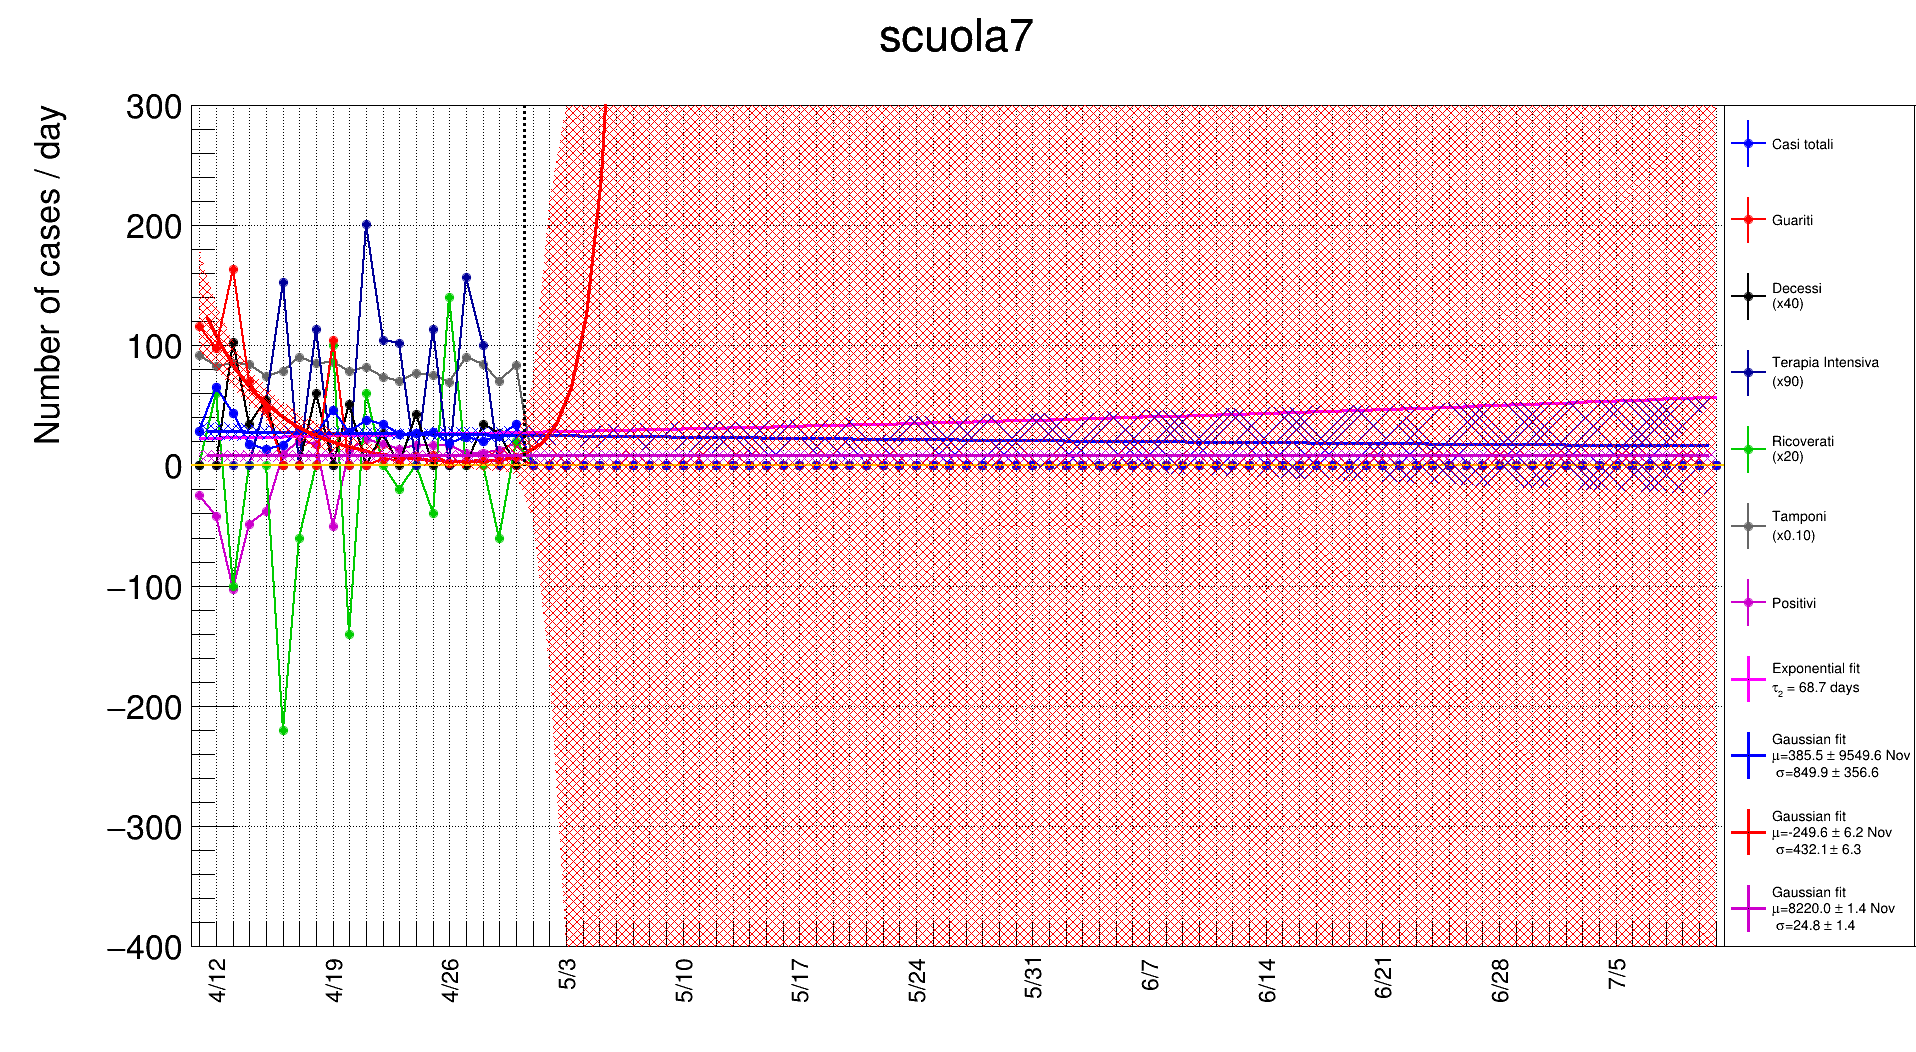 scuola7
Number of cases / day
300
200
100
0
−100
−200
−300
−400
4/12
4/19
4/26
5/3
5/10
5/17
5/24
5/31
6/7
6/14
6/21
6/28
7/5
Casi totali
Guariti
Decessi
(x40)
Terapia Intensiva
(x90)
Ricoverati
(x20)
Tamponi
(x0.10)
Positivi
Exponential fit
τ₂ = 68.7 days
Gaussian fit
μ=385.5 ± 9549.6 Nov
σ=849.9 ± 356.6
Gaussian fit
μ=-249.6 ± 6.2 Nov
σ=432.1 ± 6.3
Gaussian fit
μ=8220.0 ± 1.4 Nov
σ=24.8 ± 1.4